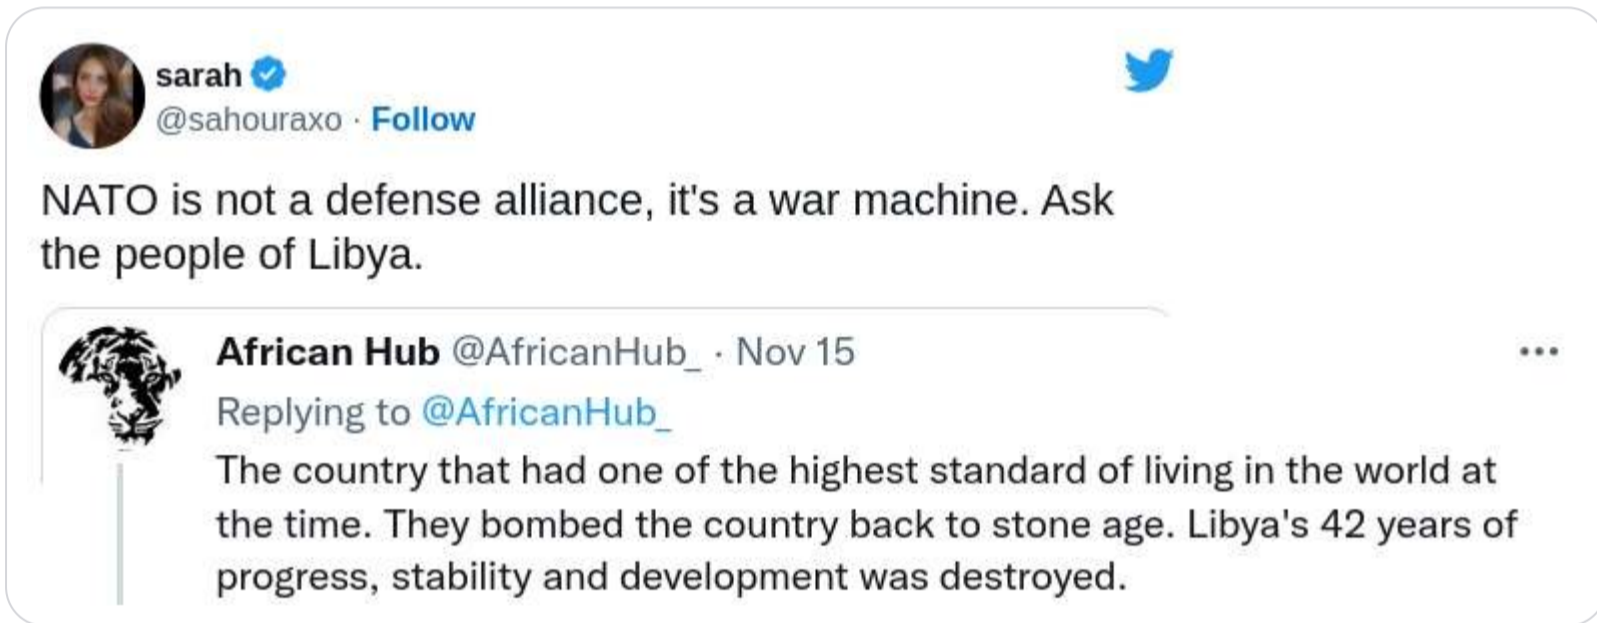 sarah
@sahouraxo · Follow
NATO is not a defense alliance, it's a war machine. Ask
the people of Libya.
African Hub @AfricanHub_ · Nov 15
Replying to @AfricanHub_
The country that had one of the highest standard of living in the world at
the time. They bombed the country back to stone age. Libya's 42 years of
progress, stability and development was destroyed.